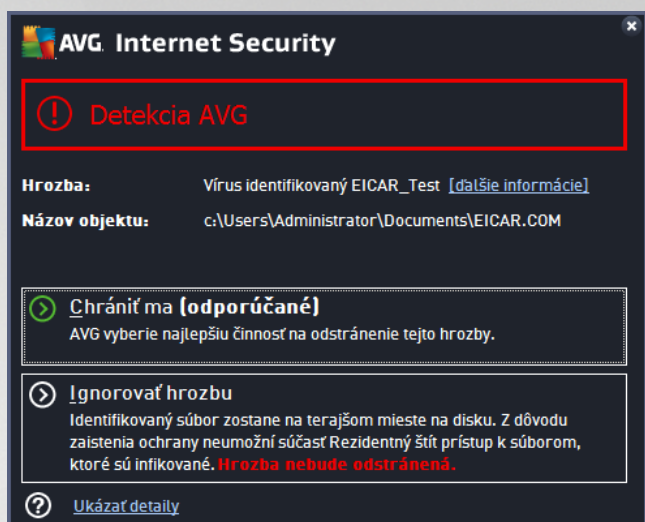 AVG. Internet Security
Detekcia AVG
Hrozba: Vírus identifikovaný EICAR_Test [ďalšie informácie]
Názov objektu: c:\Users\Administrator\Documents\EICAR.COM
Chrániť ma (odporúčané)
AVG vyberie najlepšiu činnosť na odstránenie tejto hrozby.
Ignorovať hrozbu
Identifikovaný súbor zostane na terajšom mieste na disku. Z dôvodu
zaistenia ochrany neumožní súčasť Rezidentný štít prístup k súborom,
ktoré sú infikované. Hrozba nebude odstránená.
Ukázať detaily